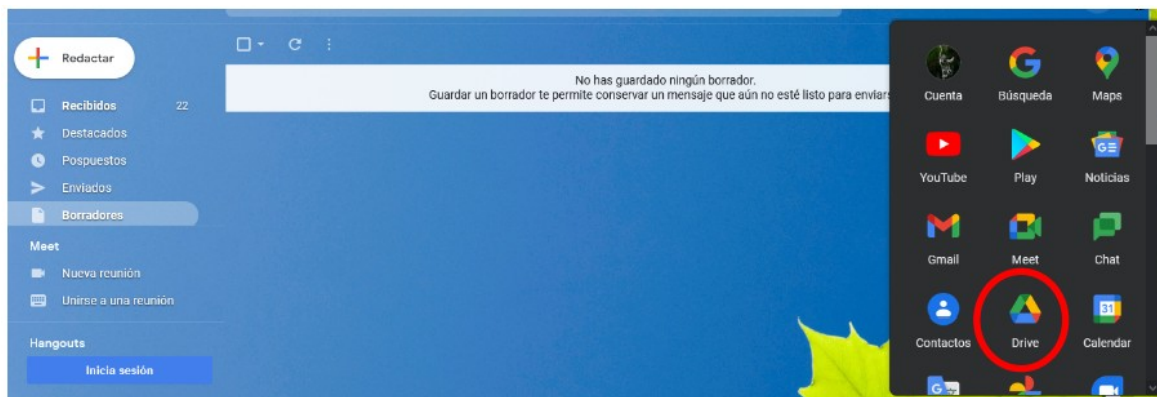 Redactar
Recibidos 22
Destacados
Pospuestos
Enviados
Borradores
Meet
Nueva reunión
Unirse a una reunión
Hangouts
Inicia sesión
No has guardado ningún borrador.
Guardar un borrador te permite conservar un mensaje que aún no esté listo para enviars
Cuenta Búsqueda Maps
YouTube Play Noticias
Gmail Meet Chat
31
Contactos Drive Calendar